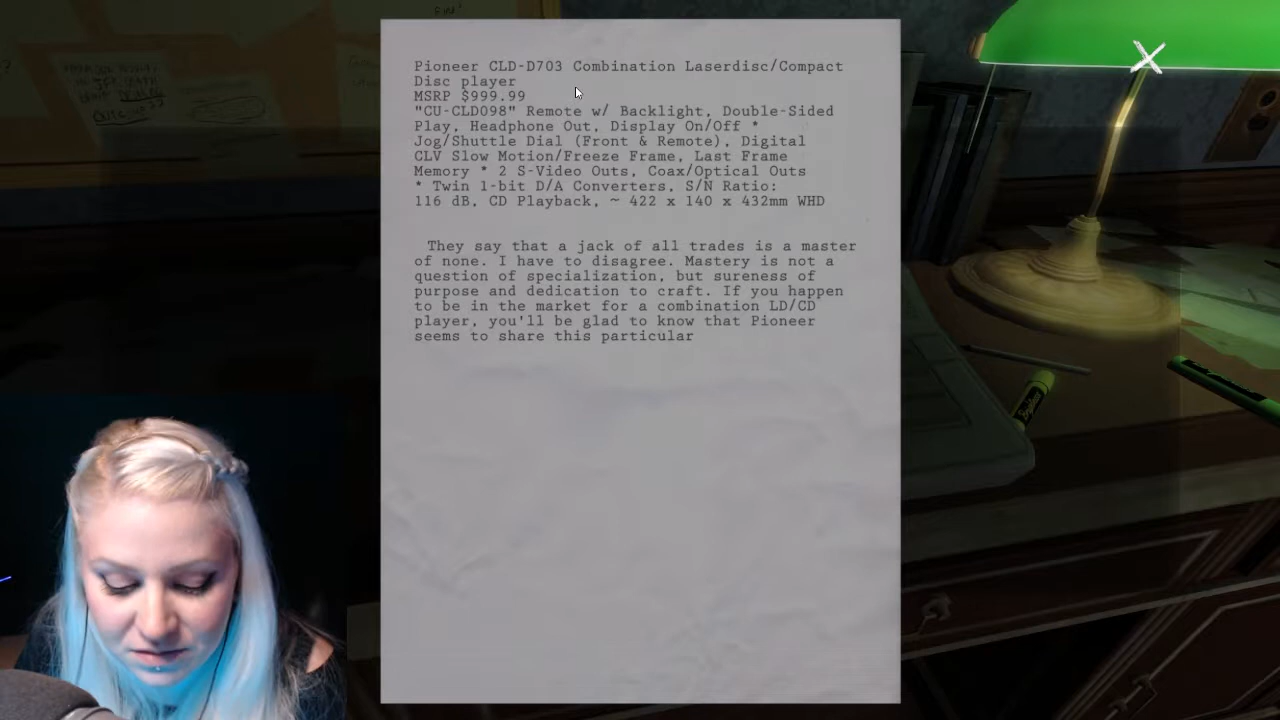 Pioneer CLD-D703 Combination Laserdisc/Compact
Disc player
MSRP $999.99
"CU-CLD098" Remote w/ Backlight, Double-Sided
Play, Headphone Out, Display On/Off *
Jog/Shuttle Dial (Front & Remote), Digital
CLV Slow Motion/Freeze Frame, Last Frame
Memory * 2 S-Video Outs, Coax/Optical Outs
* Twin 1-bit D/A Converters, S/N Ratio:
116 dB, CD Playback, ~ 422 x 140 x 432mm WHD
They say that a jack of all trades is a master
of none. I have to disagree. Mastery is not a
question of specialization, but sureness of
purpose and dedication to craft. If you happen
to be in the market for a combination LD/CD
player, you'll be glad to know that Pioneer
seems to share this particular